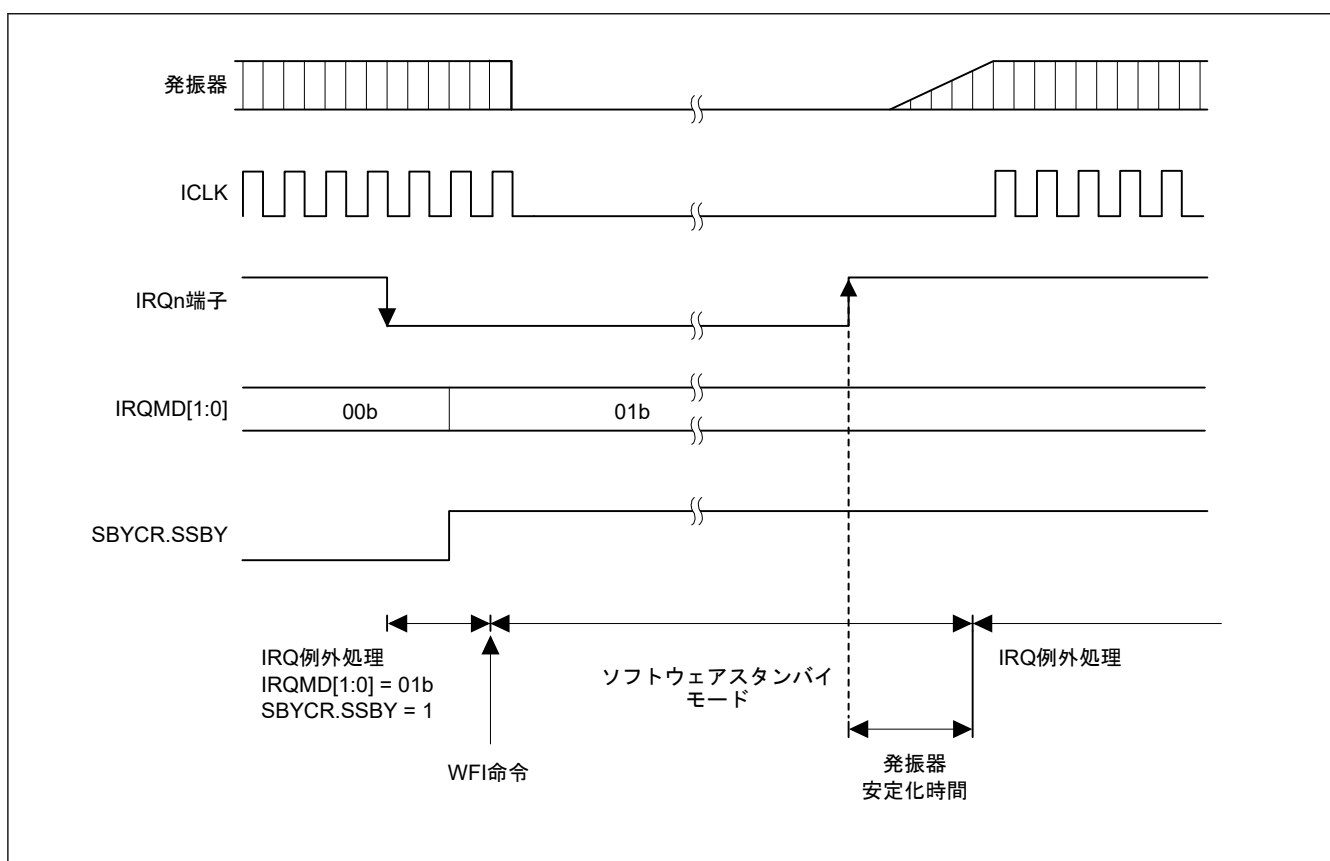 発振器
ICLK
IRQn端子
IRQMD[1:0]
00b
01b
SBYCR.SSBY
IRQ例外処理
IRQMD[1:0] = 01b
SBYCR.SSBY = 1
WFI命令
ソフトウェアスタンバイ
モード
発振器
安定化時間
IRQ例外処理